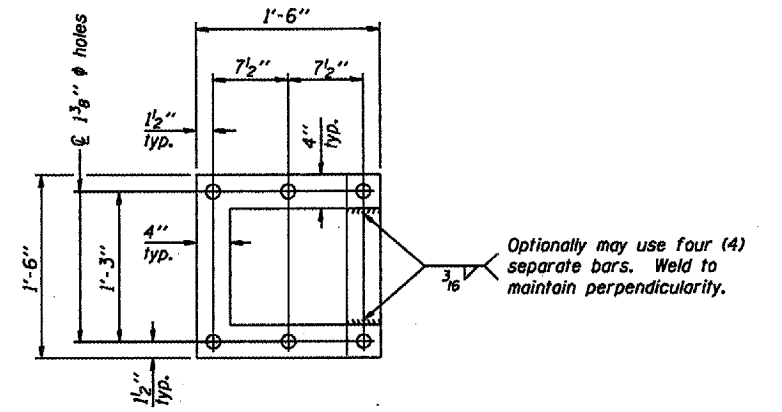 1'-6"
7½" 7½"
℄ 1⅜" φ holes
1½"
typ.
4"
typ.
4"
typ.
1'-6"
1'-3"
1½"
typ.
3/16
Optionally may use four (4)
separate bars. Weld to
maintain perpendicularity.